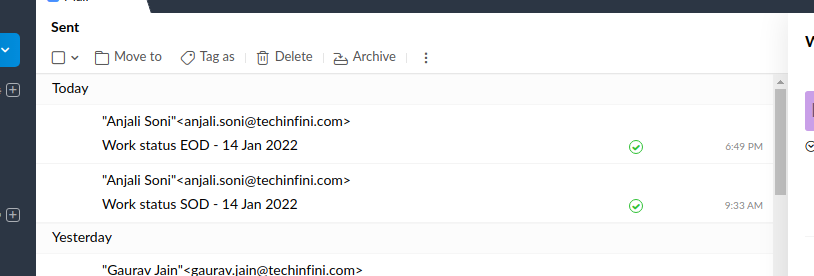 Sent
Move to Tag as Delete Archive
Today
"Anjali Soni"<anjali.soni@techinfini.com>
Work status EOD - 14 Jan 2022
6:49 PM
"Anjali Soni"<anjali.soni@techinfini.com>
Work status SOD - 14 Jan 2022
9:33 AM
Yesterday
"Gaurav Jain"<gaurav.jain@techinfini.com>